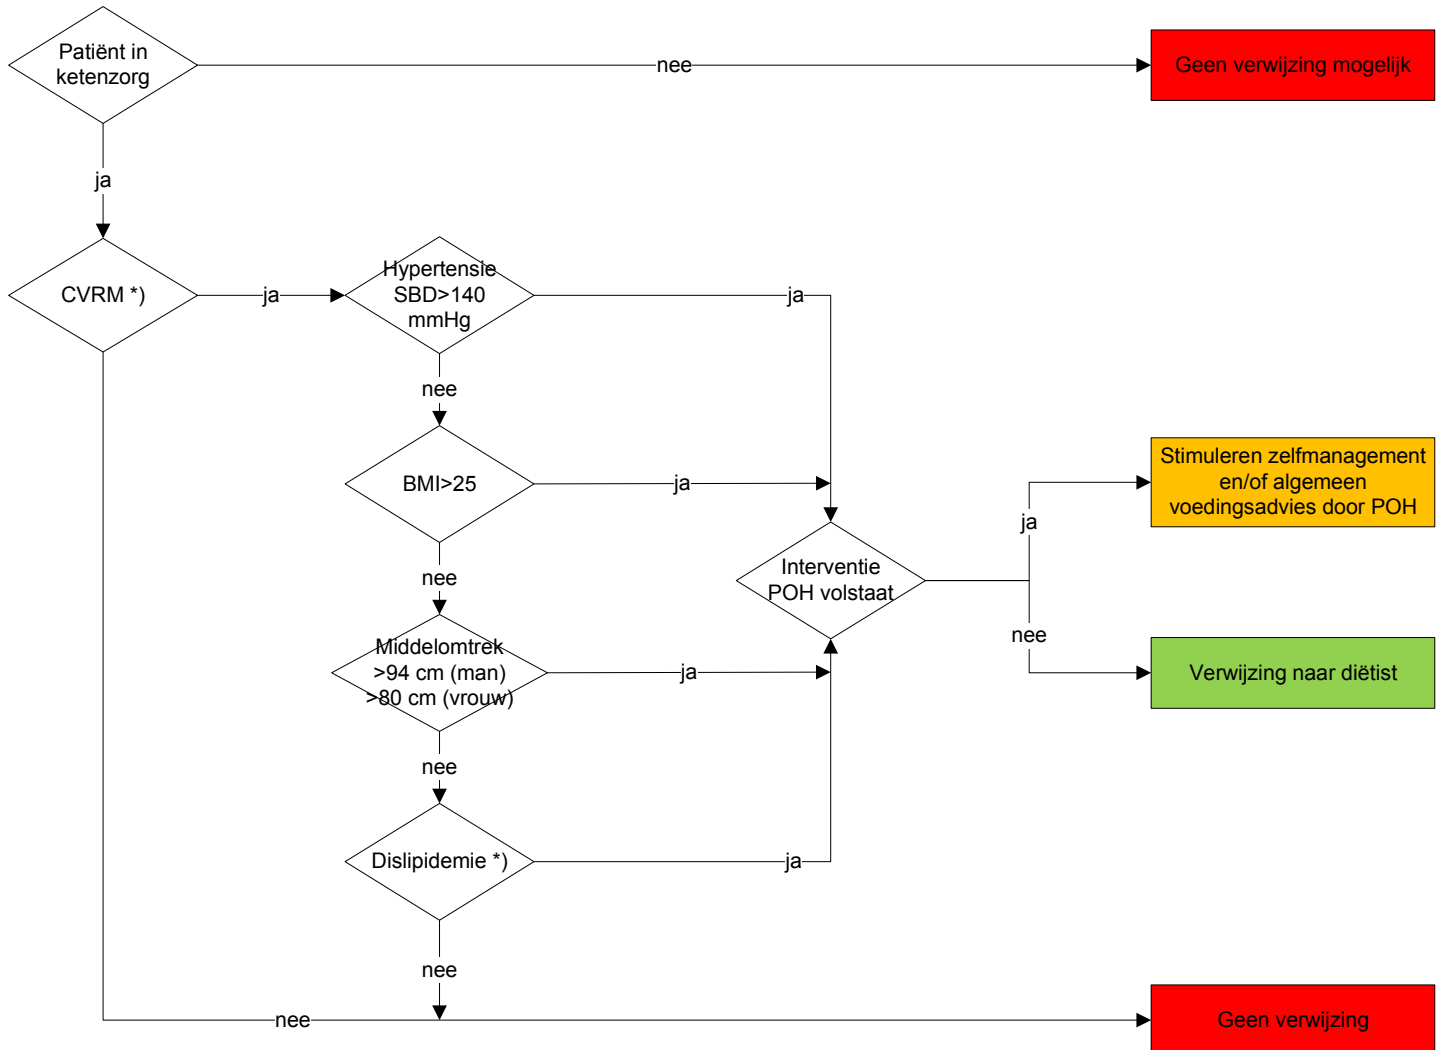 Patiënt in
ketenzorg
nee
Geen verwijzing mogelijk
ja
CVRM *)
ja
Hypertensie
SBD>140
mmHg
ja
nee
BMI>25
ja
Stimuleren zelfmanagement
en/of algemeen
voedingsadvies door POH
ja
Interventie
POH volstaat
nee
nee
Middelomtrek
>94 cm (man)
>80 cm (vrouw)
ja
Verwijzing naar diëtist
nee
Dislipidemie *)
ja
nee
nee
Geen verwijzing